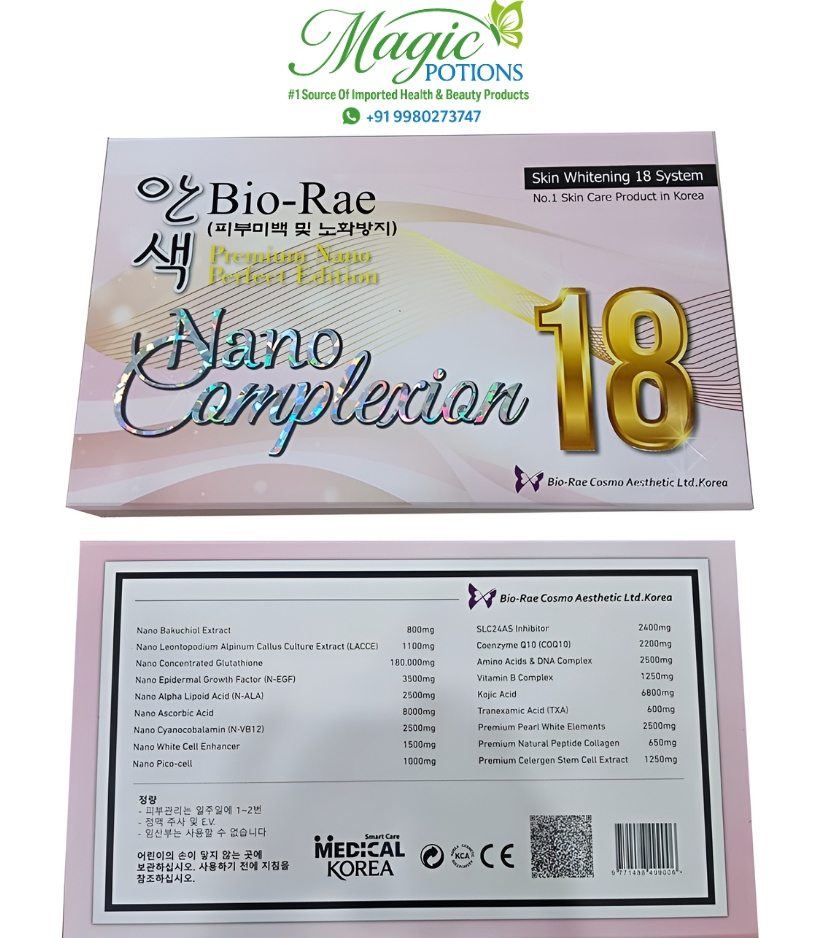 Magic
POTIONS
#1 Source Of Imported Health & Beauty Products
+91 9980273747
Skin Whitening 18 System
No.1 Skin Care Product in Korea
안색
Bio-Rae
(피부미백 및 노화방지)
Premium Nano
Perfect Edition
Nano
Complexion
18
Bio-Rae Cosmo Aesthetic Ltd.Korea
Bio-Rae Cosmo Aesthetic Ltd.Korea
Nano Bakuchiol Extract 800mg
Nano Leontopodium Alpinum Callus Culture Extract (LACCE) 1100mg
Nano Concentrated Glutathione 180,000mg
Nano Epidermal Growth Factor (N-EGF) 3500mg
Nano Alpha Lipoid Acid (N-ALA) 2500mg
Nano Ascorbic Acid 8000mg
Nano Cyanocobalamin (N-VB12) 2500mg
Nano White Cell Enhancer 1500mg
Nano Pico-cell 1000mg
SLC24AS Inhibitor 2400mg
Coenzyme Q10 (COQ10) 2200mg
Amino Acids & DNA Complex 2500mg
Vitamin B Complex 1250mg
Kojic Acid 6800mg
Tranexamic Acid (TXA) 600mg
Premium Pearl White Elements 2500mg
Premium Natural Peptide Collagen 650mg
Premium Celergen Stem Cell Extract 1250mg
정량
- 피부관리는 일주일에 1~2번
- 정맥 주사 및 E.V.
- 임산부는 사용할 수 없습니다
어린이의 손이 닿지 않는 곳에
보관하십시오. 사용하기 전에 지침을
참조하십시오.
Smart Care
MEDICAL
KOREA
KCA
CE